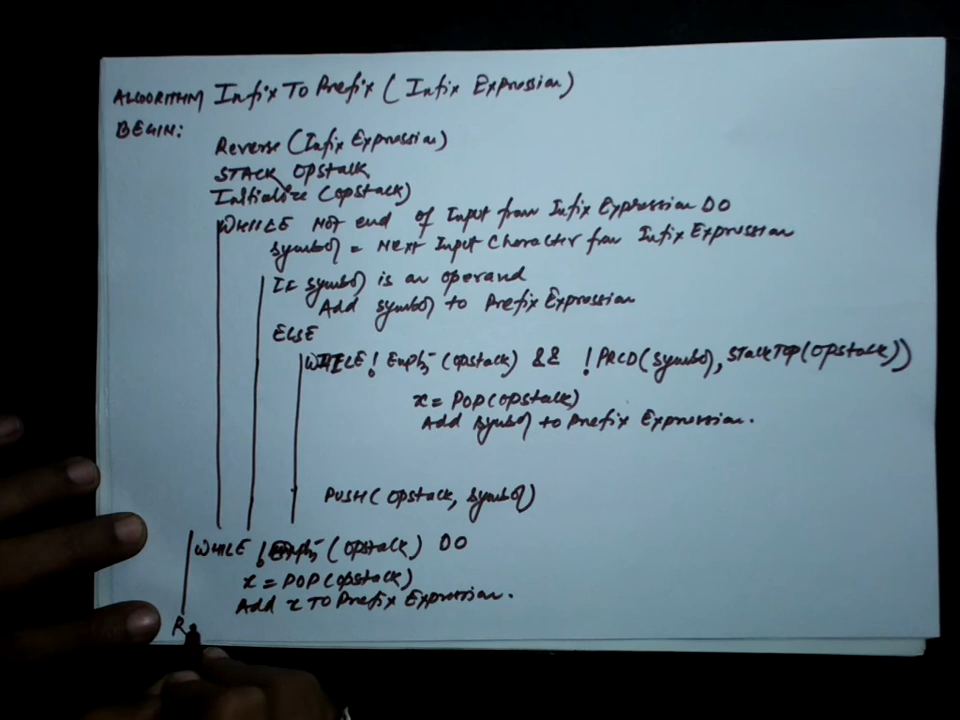 ALGORITHM Infix To Prefix ( Infix Expression)
BEGIN:
Reverse (Infix Expression)
STACK Opstack
Initialize (opstack)
WHILE Not end of Input from Infix Expression DO
Symbol = Next Input Character from Infix Expression
IF symbol is an operand
Add symbol to Prefix Expression
ELSE
WHILE ! Empty (opstack) && ! PRCD(symbol, StackTop(Opstack))
x = POP(opstack)
Add symbol to Prefix Expression.
PUSH( opstack, symbol)
WHILE ! Empty (opstack) DO
x = POP(opstack)
Add x To Prefix Expression.
R